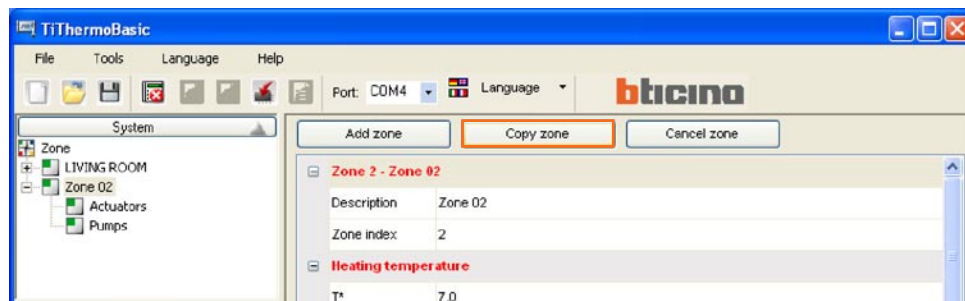 TiThermoBasic
File Tools Language Help
Port: COM4 Language bticino
System
Add zone Copy zone Cancel zone
Zone
LIVING ROOM
Zone 02
Actuators
Pumps
Zone 2 - Zone 02
Description Zone 02
Zone index 2
Heating temperature
T* 7.0